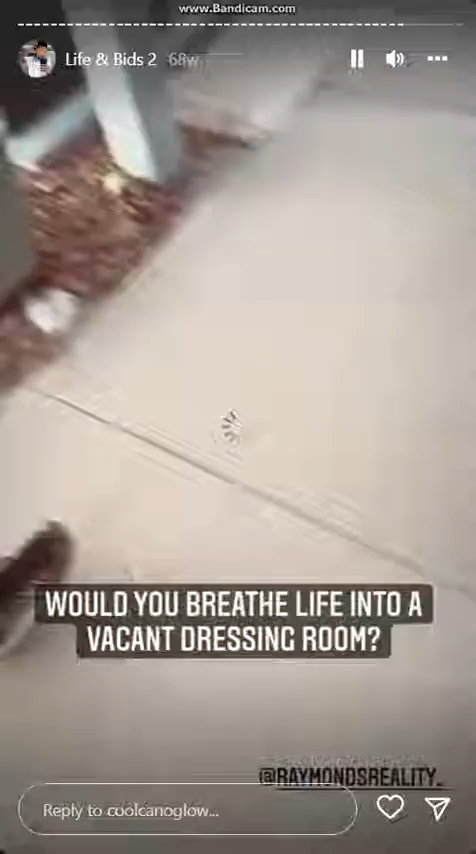 www.Bandicam.com
Life & Bids 2 68w
WOULD YOU BREATHE LIFE INTO A
VACANT DRESSING ROOM?
@RAYMONDSREALITY_
Reply to coolcanoglow...